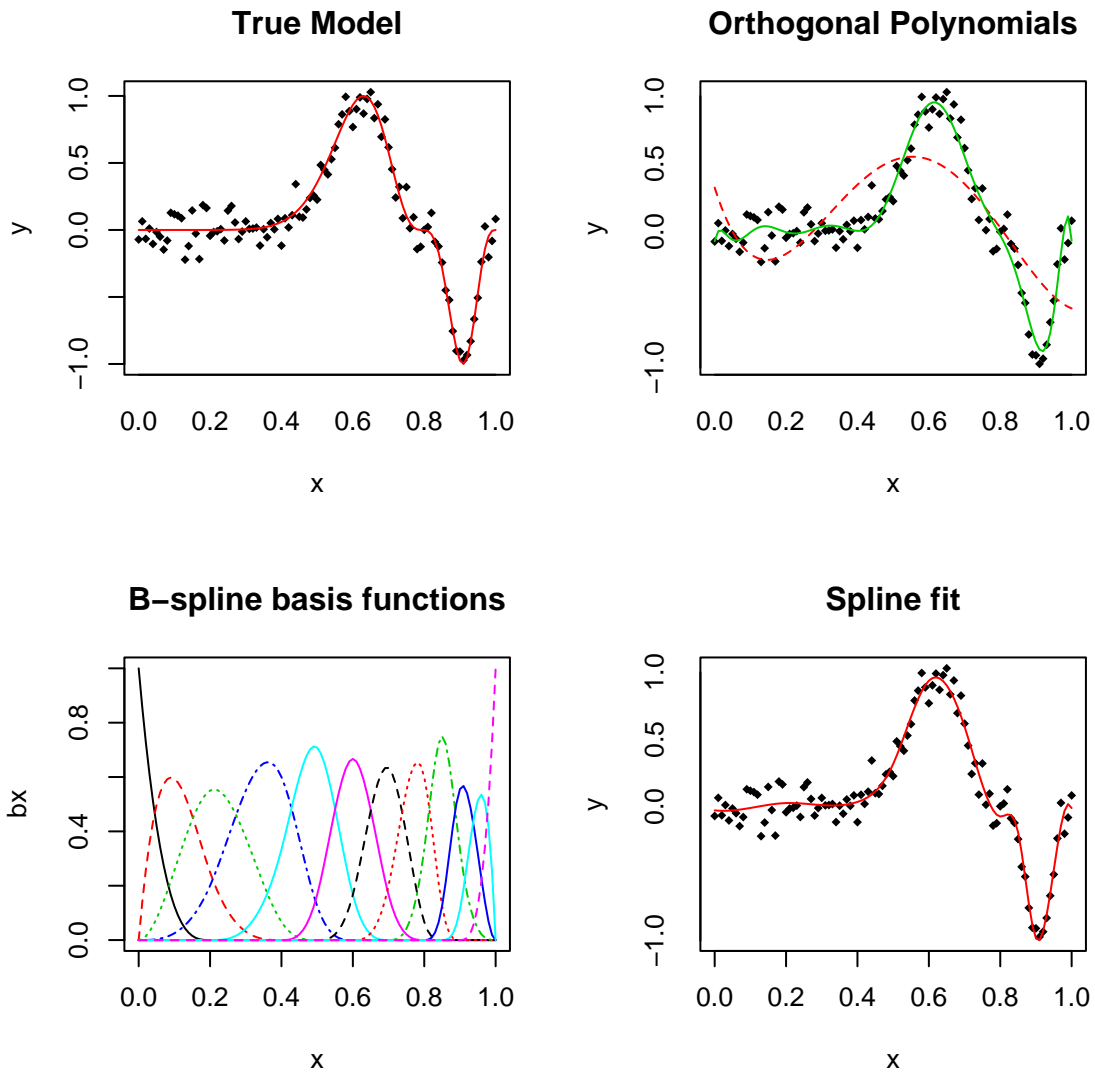 True Model
y
1.0
0.5
0.0
−1.0
0.0 0.2 0.4 0.6 0.8 1.0
x
Orthogonal Polynomials
y
1.0
0.5
0.0
−1.0
0.0 0.2 0.4 0.6 0.8 1.0
x
B−spline basis functions
bx
0.8
0.4
0.0
0.0 0.2 0.4 0.6 0.8 1.0
x
Spline fit
y
1.0
0.5
0.0
−1.0
0.0 0.2 0.4 0.6 0.8 1.0
x